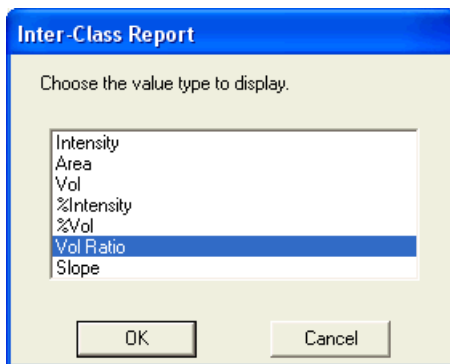 Inter-Class Report
Choose the value type to display.
Intensity
Area
Vol
%Intensity
%Vol
Vol Ratio
Slope
OK Cancel